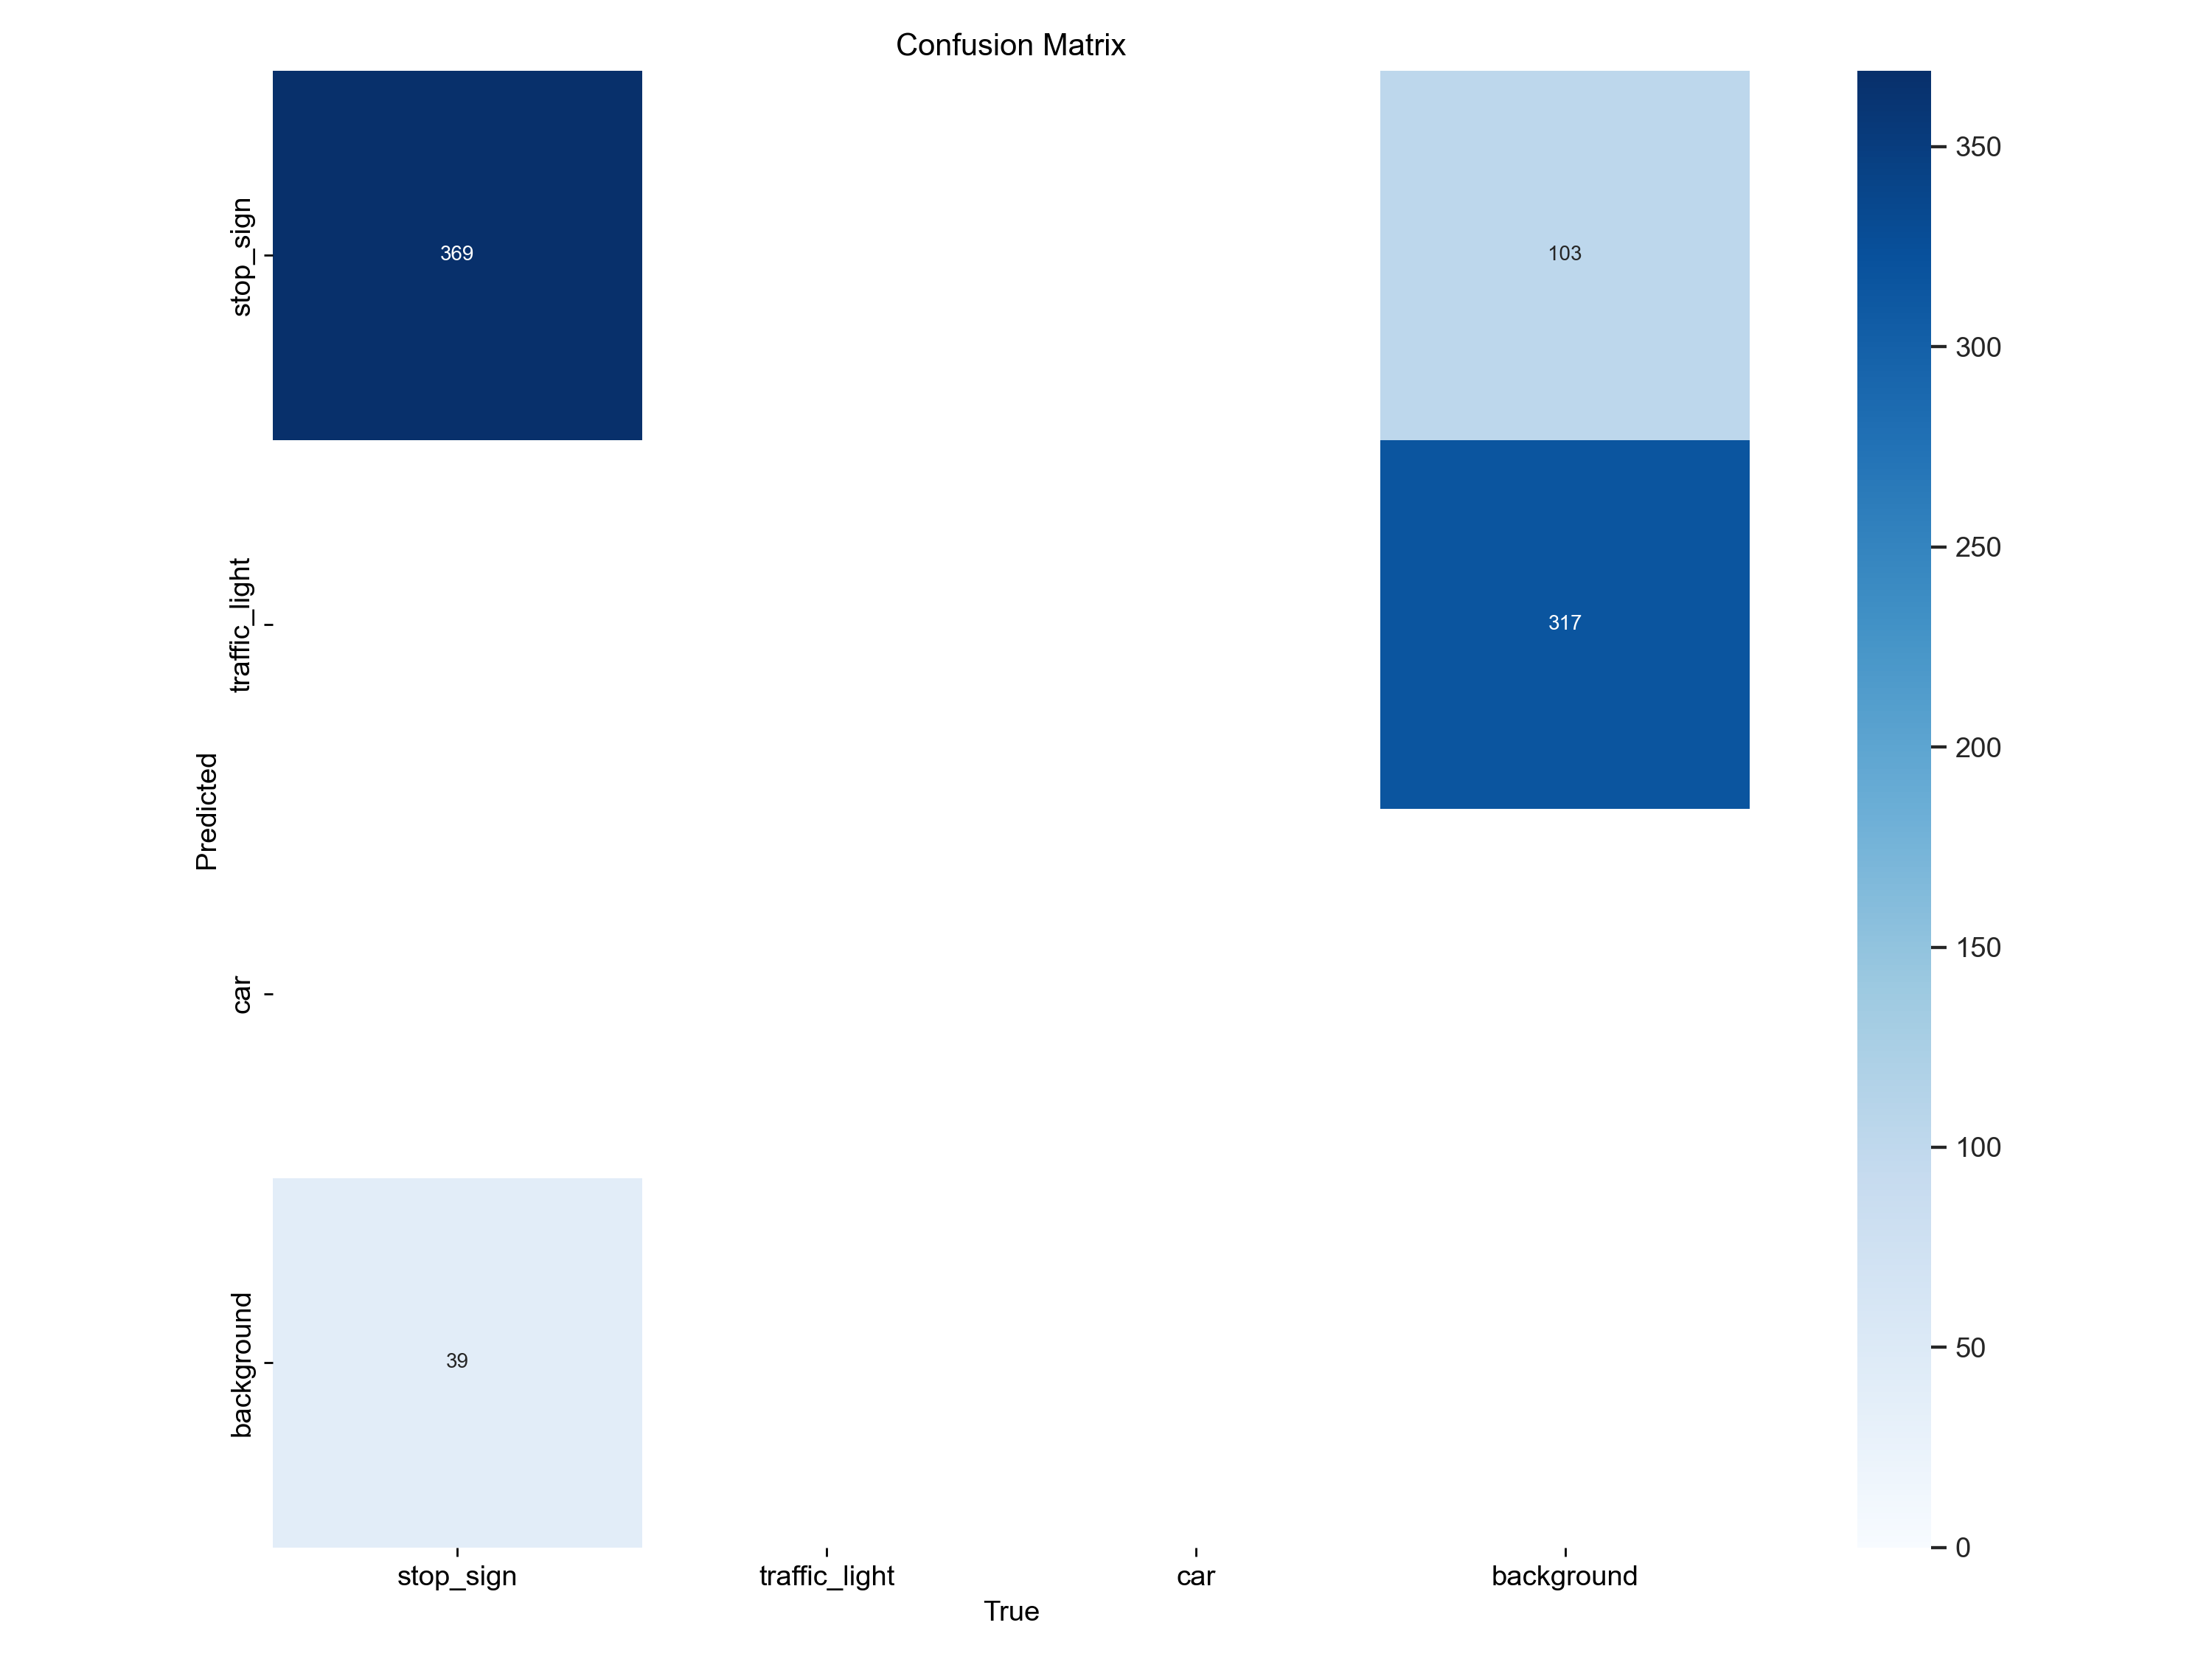 Confusion Matrix
stop_sign
369
103
350
300
250
200
150
100
50
0
traffic_light
317
Predicted
car
background
39
stop_sign
traffic_light
car
background
True